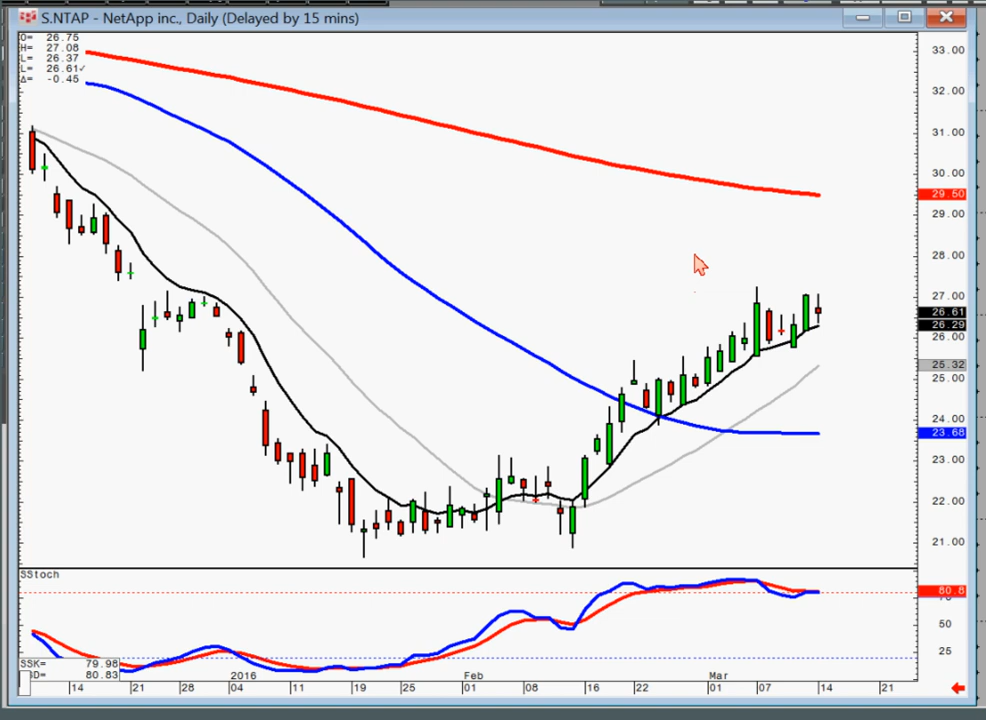 S.NTAP - NetApp inc., Daily (Delayed by 15 mins)
O= 26.75
H= 27.08
L= 26.37
L= 26.61✓
Δ= -0.45
33.00
32.00
31.00
30.00
29.50
29.00
28.00
27.00
26.61
26.29
26.00
25.32
25.00
24.00
23.68
23.00
22.00
21.00
SStoch
80.8
50
25
SSK= 79.98
80.83
2016 Feb Mar
14 21 28 04 11 19 25 01 08 16 22 01 07 14 21